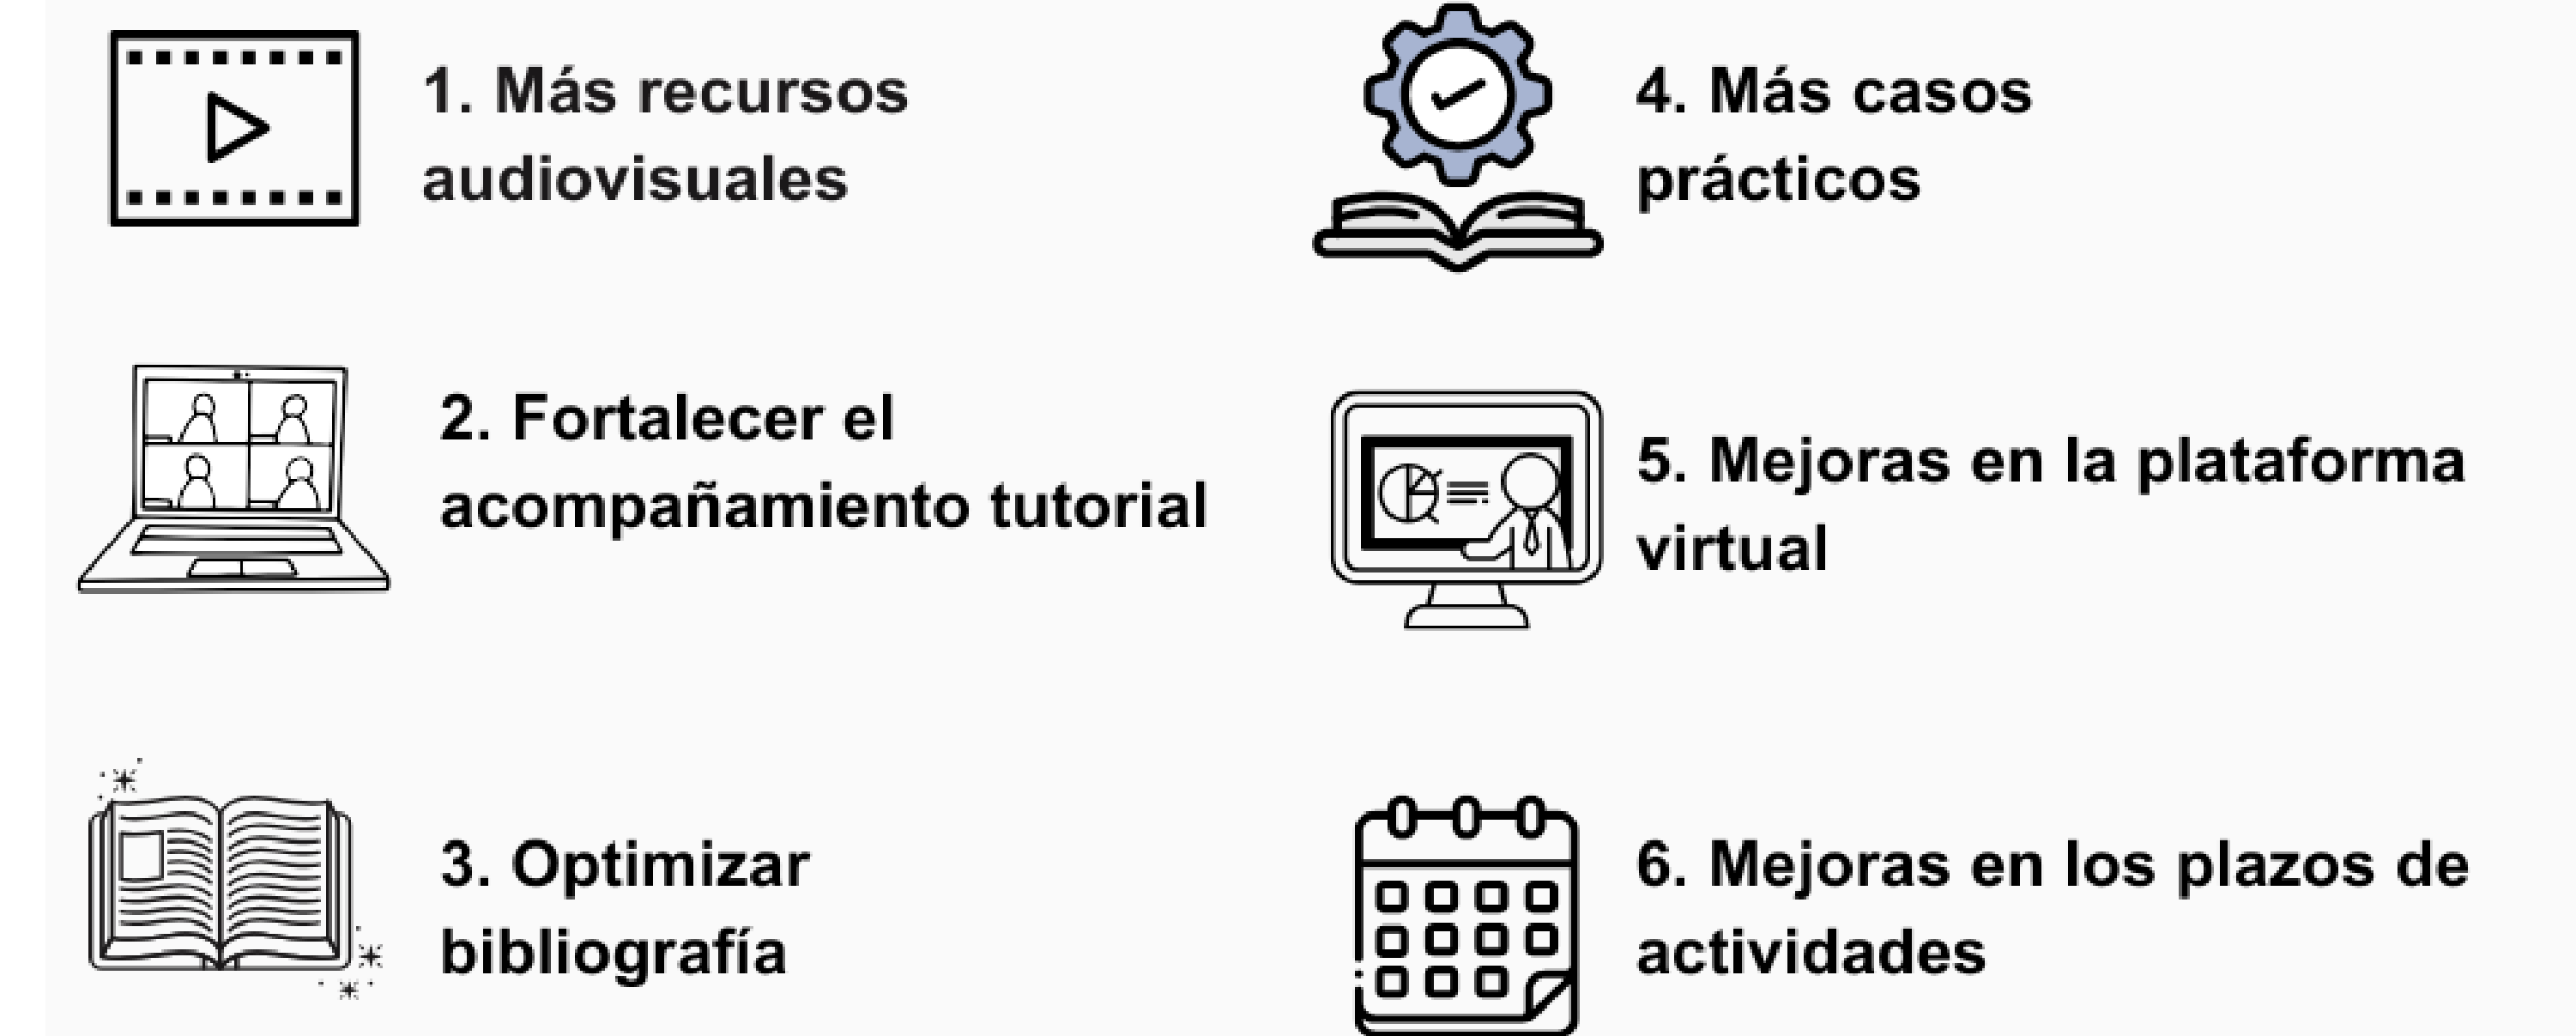 1. Más recursos
audiovisuales
2. Fortalecer el
acompañamiento tutorial
3. Optimizar
bibliografía
4. Más casos
prácticos
5. Mejoras en la plataforma
virtual
6. Mejoras en los plazos de
actividades